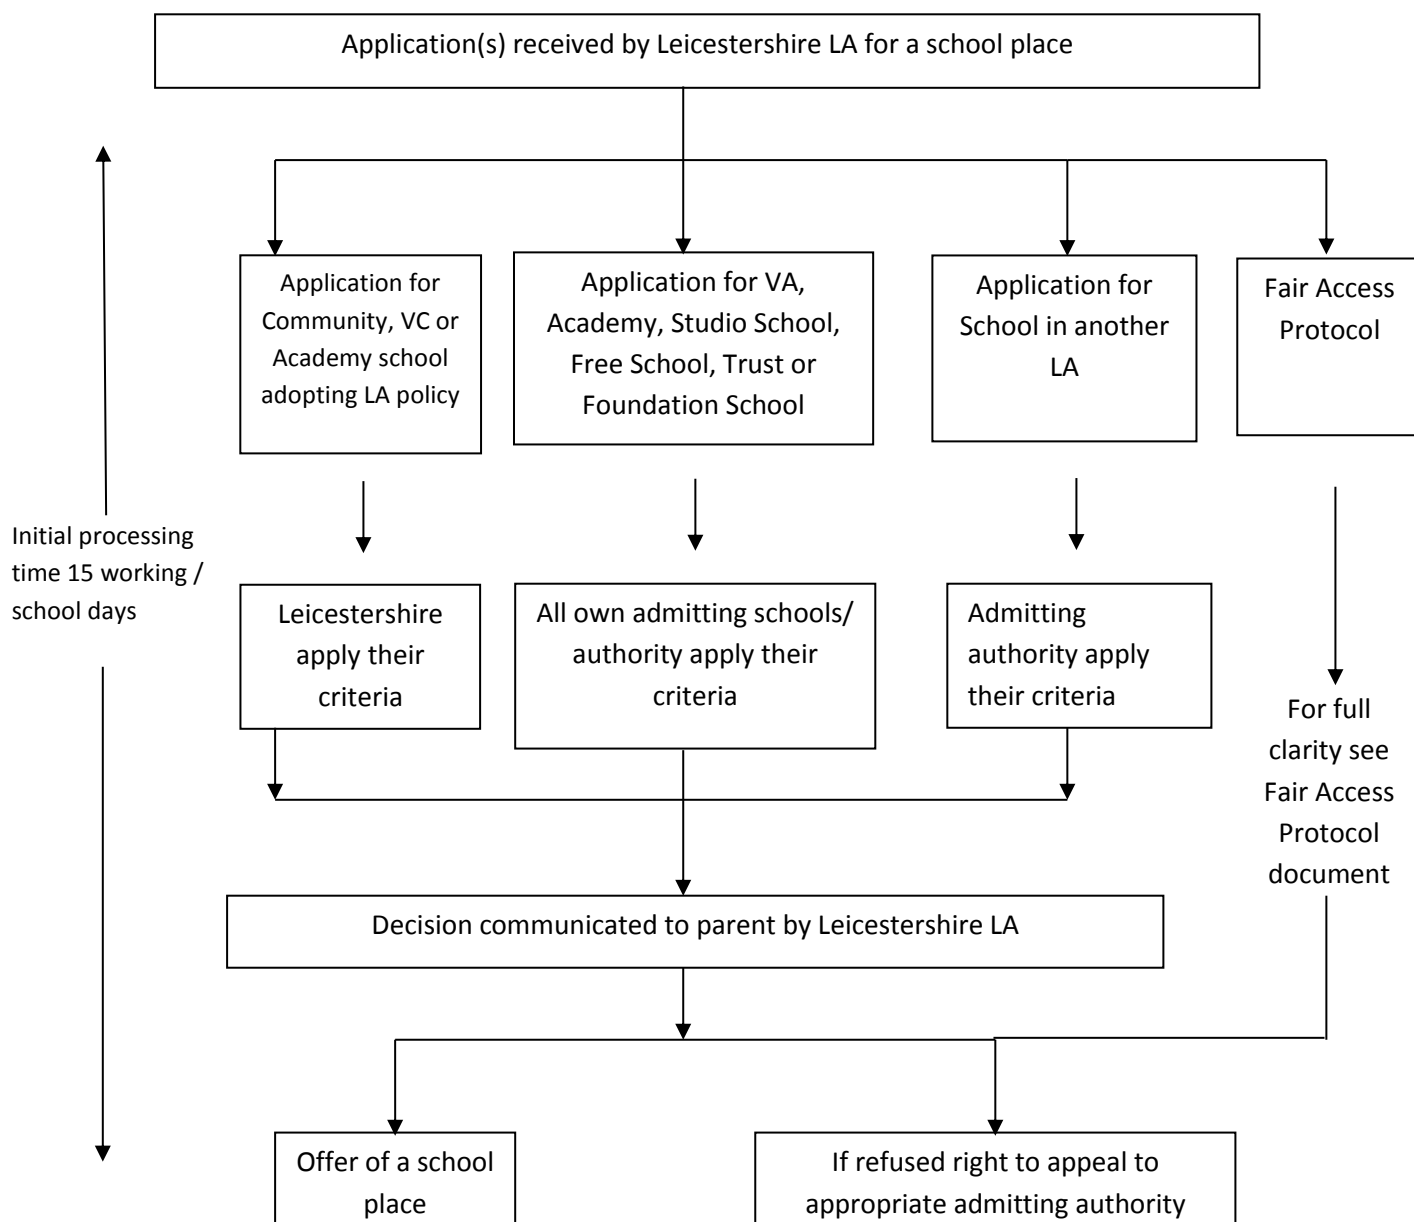 Application(s) received by Leicestershire LA for a school place
Application for
Community, VC or
Academy school
adopting LA policy
Application for VA,
Academy, Studio School,
Free School, Trust or
Foundation School
Application for
School in another
LA
Fair Access
Protocol
Initial processing
time 15 working /
school days
Leicestershire
apply their
criteria
All own admitting schools/
authority apply their
criteria
Admitting
authority apply
their criteria
For full
clarity see
Fair Access
Protocol
document
Decision communicated to parent by Leicestershire LA
Offer of a school
place
If refused right to appeal to
appropriate admitting authority